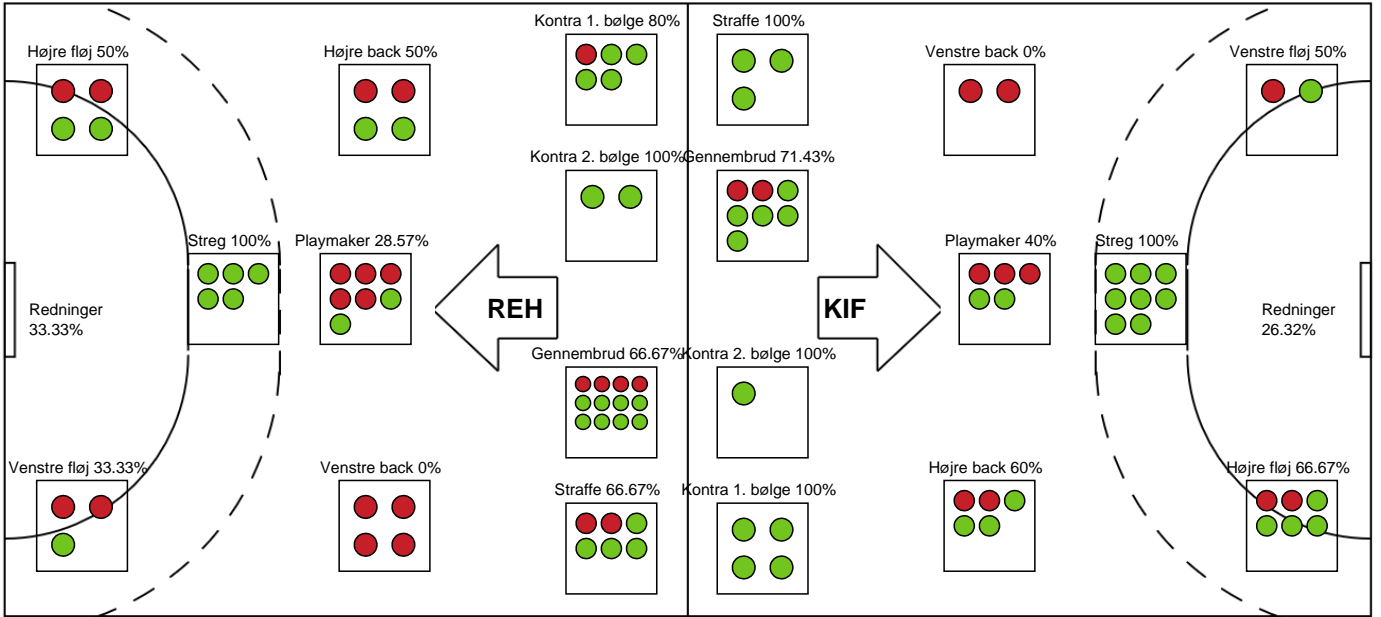 Kontra 1. bølge 80%
Straffe 100%
Højre fløj 50%
Højre back 50%
Venstre back 0%
Venstre fløj 50%
Kontra 2. bølge 100%
Gennembrud 71.43%
Streg 100%
Playmaker 28.57%
Playmaker 40%
Streg 100%
Redninger
33.33%
REH
KIF
Redninger
26.32%
Gennembrud 66.67%
Kontra 2. bølge 100%
Venstre fløj 33.33%
Venstre back 0%
Straffe 66.67%
Kontra 1. bølge 100%
Højre back 60%
Højre fløj 66.67%